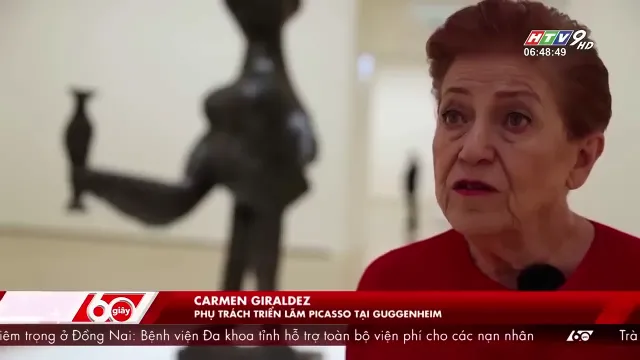 HTV9 HD
06:48:49
60 giây
CARMEN GIRALDEZ
PHỤ TRÁCH TRIỂN LÃM PICASSO TẠI GUGGENHEIM
iêm trọng ở Đồng Nai: Bệnh viện Đa khoa tỉnh hỗ trợ toàn bộ viện phí cho các nạn nhân
60
Trà